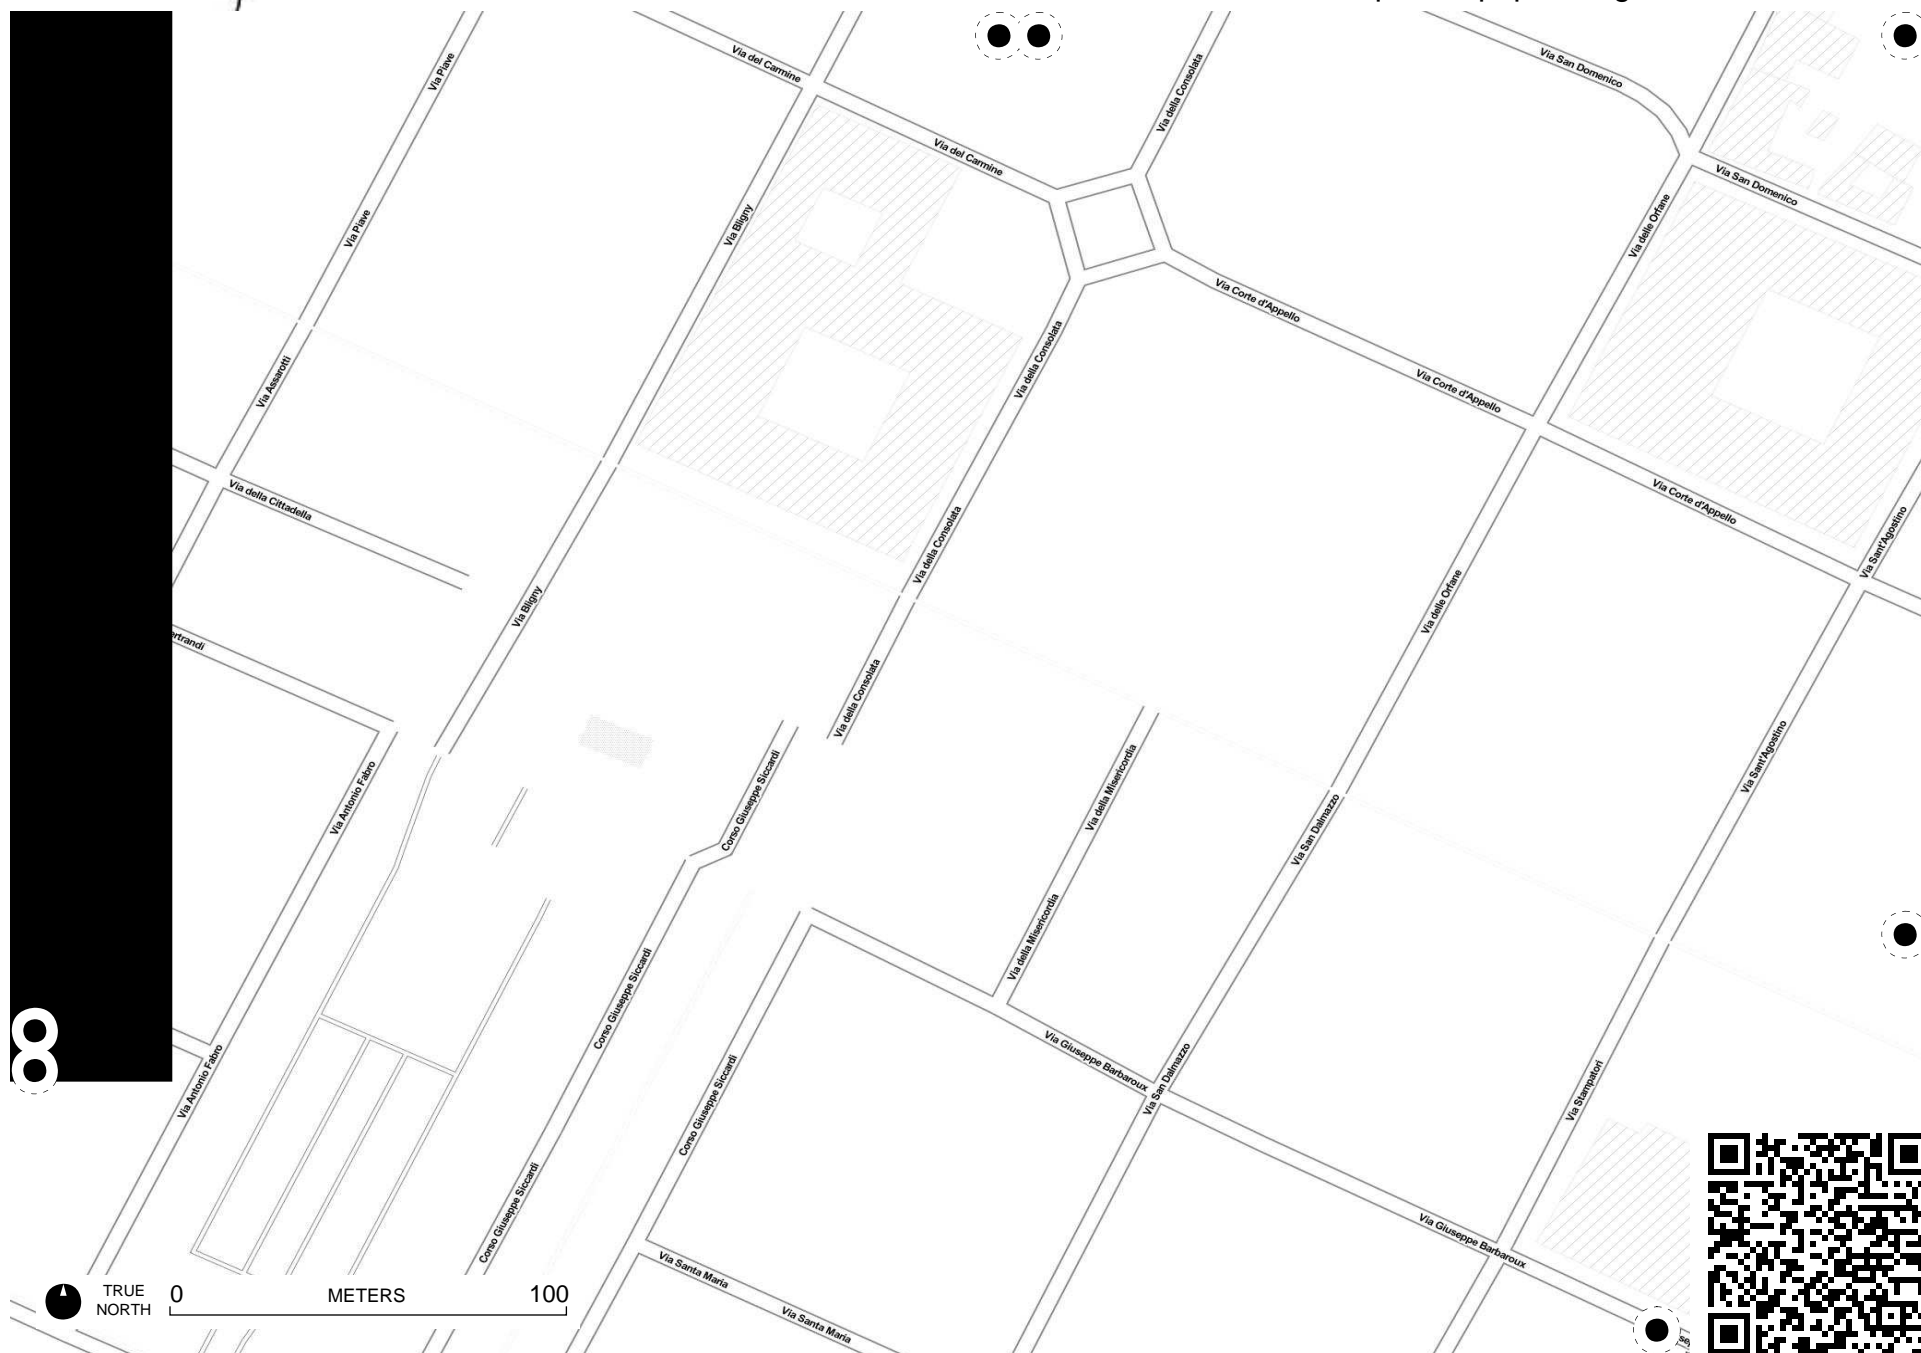 Via Piave
Via del Carmine
Via della Consolata
Via San Domenico
Via del Carmine
Via San Domenico
Via Piave
Via Bligny
Via delle Orfane
Via Corte d'Appello
Via Assarotti
Via della Consolata
Via Corte d'Appello
Via della Cittadella
Via Corte d'Appello
Via Sant'Agostino
Via della Consolata
Via Bligny
Via delle Orfane
ertrandi
Via della Consolata
Via Antonio Fabro
Corso Giuseppe Siccardi
Via della Misericordia
Via San Dalmazzo
Via Sant'Agostino
Corso Giuseppe Siccardi
Via della Misericordia
Via Antonio Fabro
Corso Giuseppe Siccardi
Via Giuseppe Barbaroux
Via San Dalmazzo
Via Stampatori
Corso Giuseppe Siccardi
Via Santa Maria
Via Giuseppe Barbaroux
Via Santa Maria
TRUE
NORTH
0 METERS 100